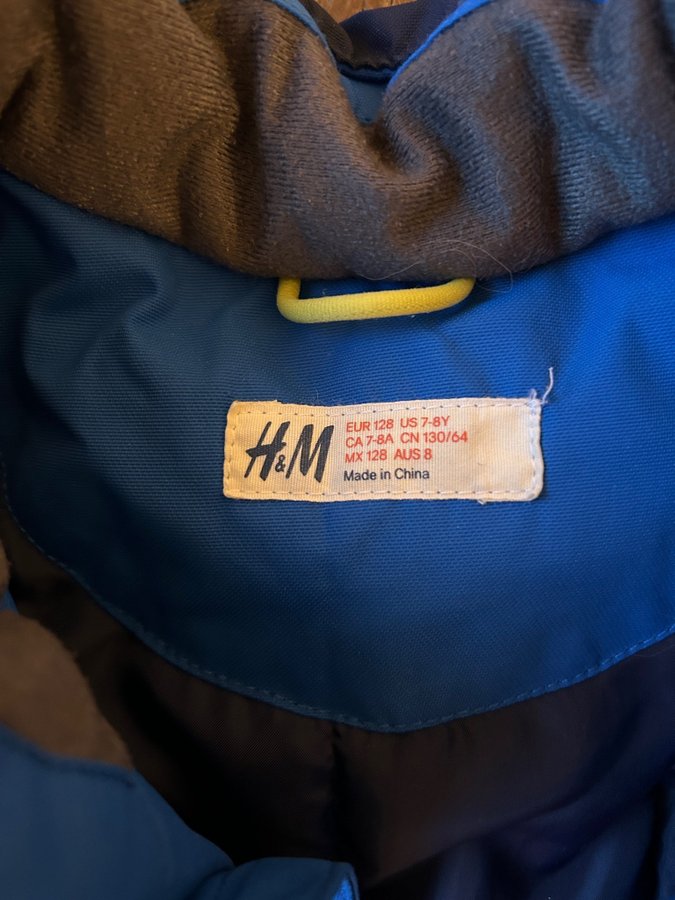 H&M
EUR 128 US 7-8Y
CA 7-8A CN 130/64
MX 128 AUS 8
Made in China